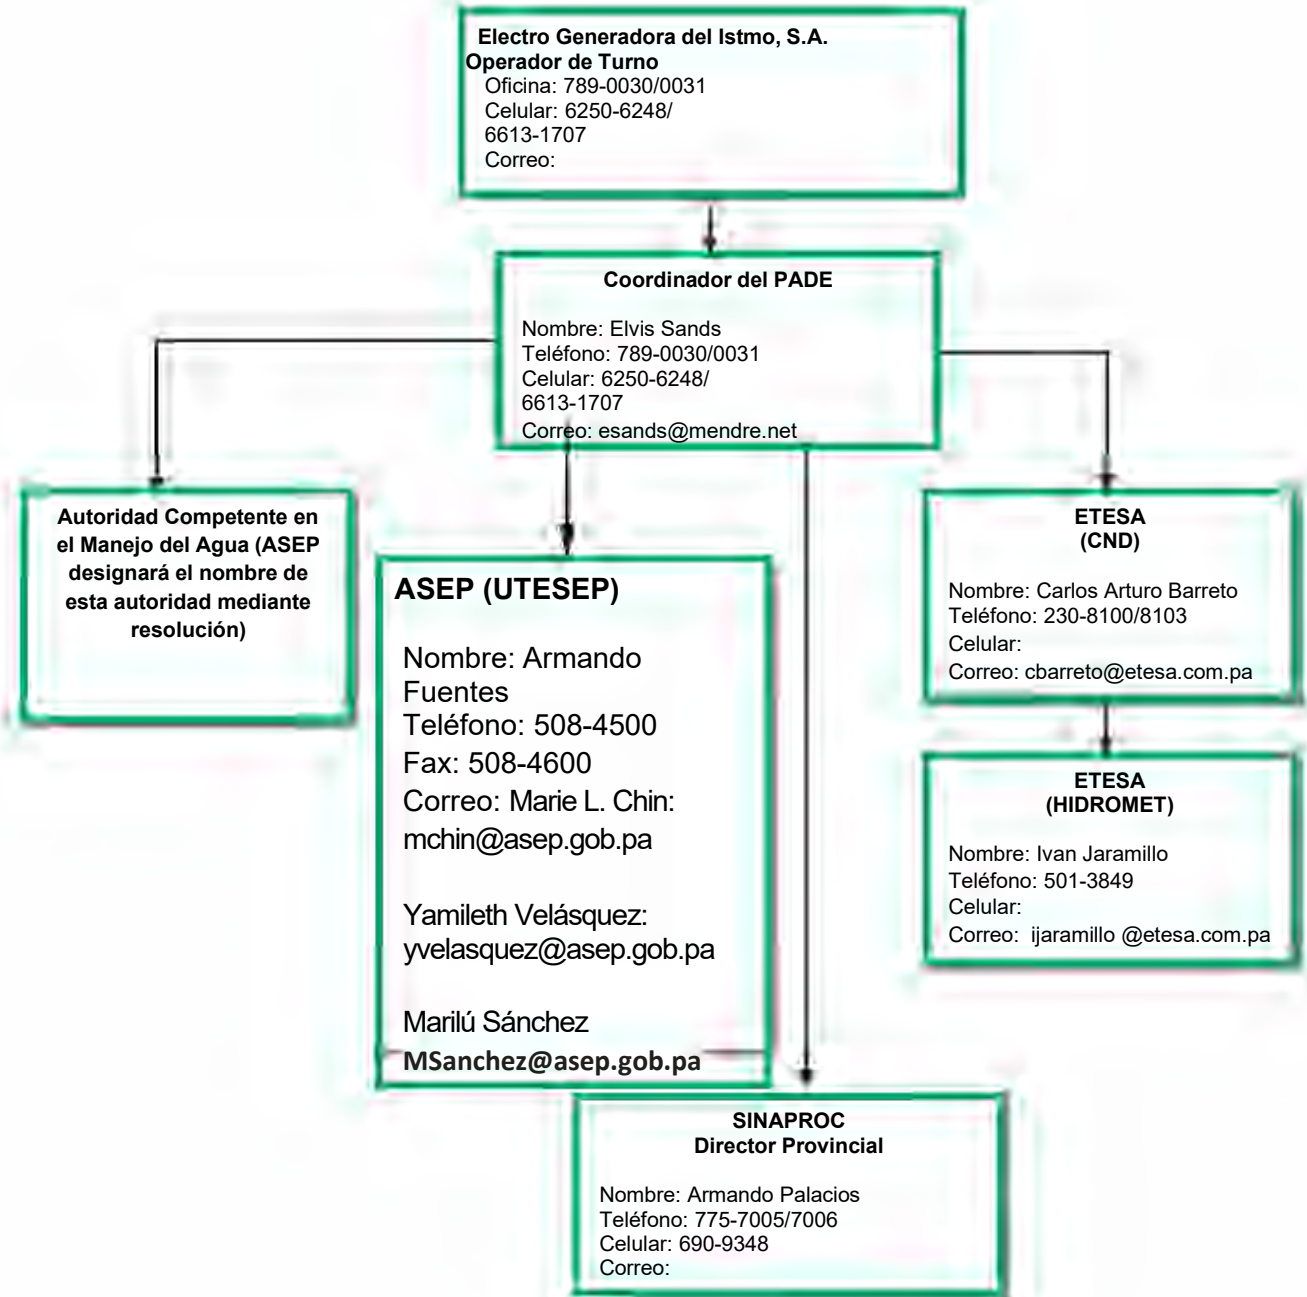 Electro Generadora del Istmo, S.A.
Operador de Turno
Oficina: 789-0030/0031
Celular: 6250-6248/
6613-1707
Correo:
Coordinador del PADE
Nombre: Elvis Sands
Teléfono: 789-0030/0031
Celular: 6250-6248/
6613-1707
Correo: esands@mendre.net
Autoridad Competente en
el Manejo del Agua (ASEP
designará el nombre de
esta autoridad mediante
resolución)
ASEP (UTESEP)
Nombre: Armando
Fuentes
Teléfono: 508-4500
Fax: 508-4600
Correo: Marie L. Chin:
mchin@asep.gob.pa
Yamileth Velásquez:
yvelasquez@asep.gob.pa
Marilú Sánchez
MSanchez@asep.gob.pa
ETESA
(CND)
Nombre: Carlos Arturo Barreto
Teléfono: 230-8100/8103
Celular:
Correo: cbarreto@etesa.com.pa
ETESA
(HIDROMET)
Nombre: Ivan Jaramillo
Teléfono: 501-3849
Celular:
Correo:  ijaramillo @etesa.com.pa
SINAPROC
Director Provincial
Nombre: Armando Palacios
Teléfono: 775-7005/7006
Celular: 690-9348
Correo: